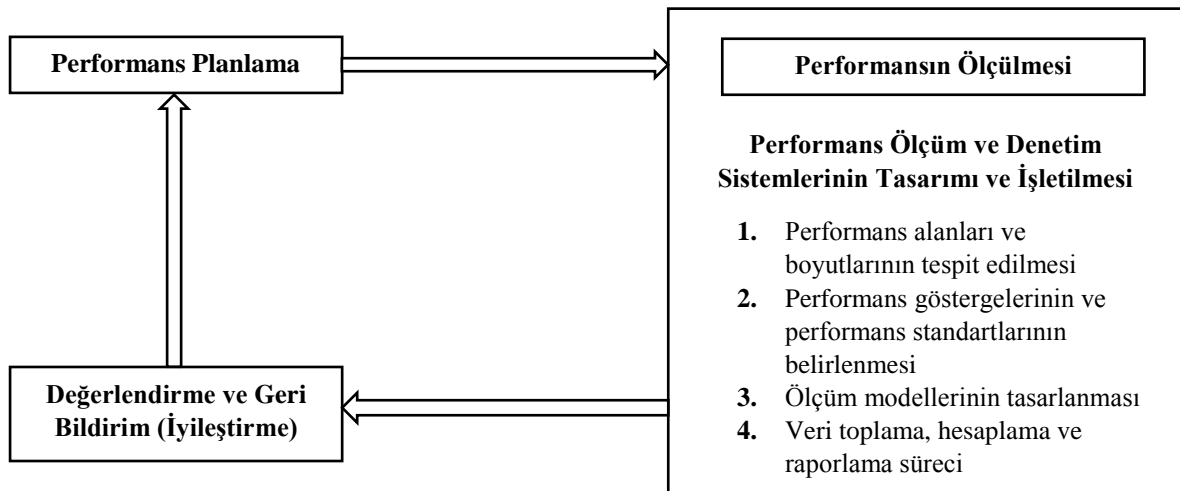 Performans Planlama
Performansın Ölçülmesi
Performans Ölçüm ve Denetim
Sistemlerinin Tasarımı ve İşletilmesi
1. Performans alanları ve
boyutlarının tespit edilmesi
2. Performans göstergelerinin ve
performans standartlarının
belirlenmesi
3. Ölçüm modellerinin tasarlanması
4. Veri toplama, hesaplama ve
raporlama süreci
Değerlendirme ve Geri
Bildirim (İyileştirme)